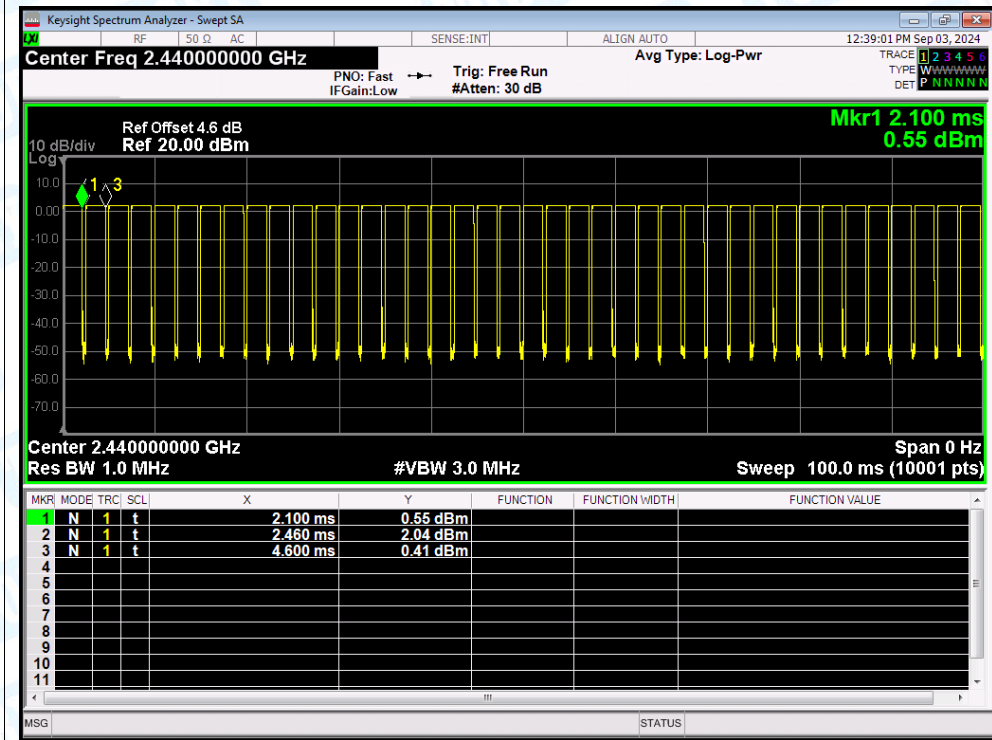 Keysight Spectrum Analyzer - Swept SA
LXI RF 50 Ω AC SENSE:INT ALIGN AUTO 12:39:01 PM Sep 03, 2024
Center Freq 2.440000000 GHz Avg Type: Log-Pwr TRACE 1 2 3 4 5 6
PNO: Fast Trig: Free Run TYPE WWWWWW
IFGain:Low #Atten: 30 dB DET P N N N N N
Mkr1 2.100 ms
Ref Offset 4.6 dB 0.55 dBm
10 dB/div Ref 20.00 dBm
Log
10.0
1 3
0.00
-10.0
-20.0
-30.0
-40.0
-50.0
-60.0
-70.0
Center 2.440000000 GHz Span 0 Hz
Res BW 1.0 MHz #VBW 3.0 MHz Sweep 100.0 ms (10001 pts)
MKR MODE TRC SCL X Y FUNCTION FUNCTION WIDTH FUNCTION VALUE
1 N 1 t 2.100 ms 0.55 dBm
2 N 1 t 2.460 ms 2.04 dBm
3 N 1 t 4.600 ms 0.41 dBm
4
5
6
7
8
9
10
11
MSG STATUS